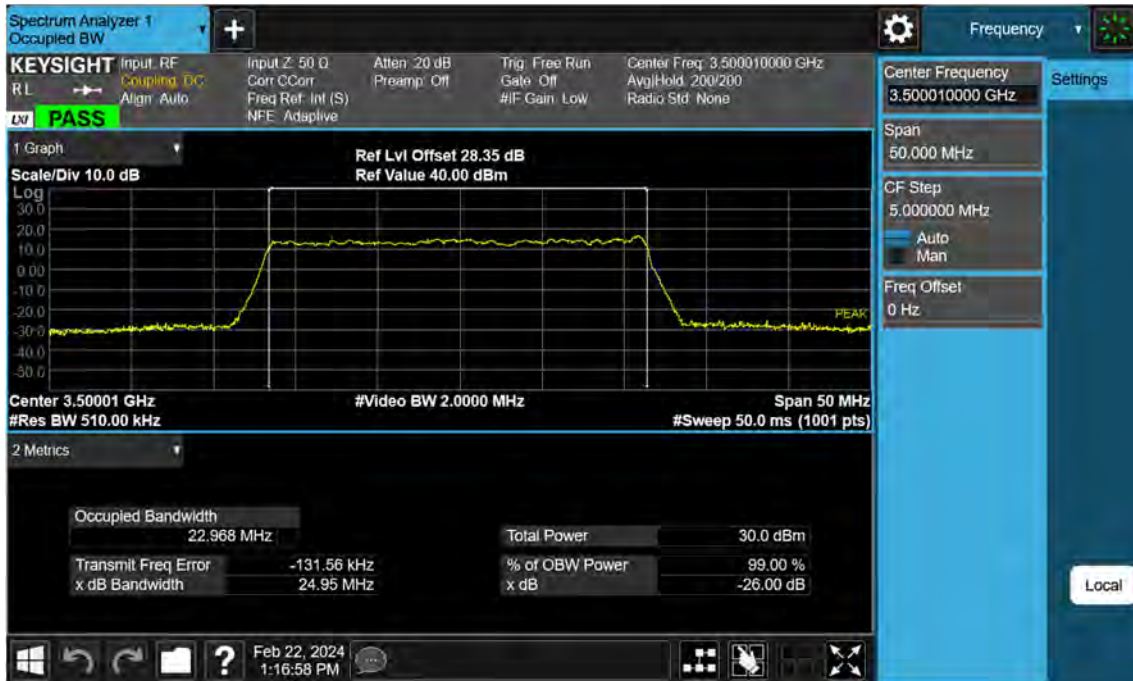 Spectrum Analyzer 1
Occupied BW
+
Frequency
KEYSIGHT
RL
LXI
PASS
Input: RF
Coupling: DC
Align: Auto
Input Z: 50 Ω
Corr CCorr
Freq Ref: Int (S)
NFE: Adaptive
Atten: 20 dB
Preamp: Off
Trig: Free Run
Gate: Off
#IF Gain: Low
Center Freq: 3.500010000 GHz
Avg|Hold: 200/200
Radio Std: None
1 Graph
Scale/Div 10.0 dB
Ref Lvl Offset 28.35 dB
Ref Value 40.00 dBm
Log
30.0
20.0
10.0
0.00
-10.0
-20.0
-30.0
-40.0
-50.0
PEAK
Center 3.50001 GHz
#Video BW 2.0000 MHz
Span 50 MHz
#Res BW 510.00 kHz
#Sweep 50.0 ms (1001 pts)
2 Metrics
Occupied Bandwidth
22.968 MHz
Transmit Freq Error -131.56 kHz
x dB Bandwidth 24.95 MHz
Total Power 30.0 dBm
% of OBW Power 99.00 %
x dB -26.00 dB
Center Frequency
3.500010000 GHz
Span
50.000 MHz
CF Step
5.000000 MHz
Auto
Man
Freq Offset
0 Hz
Settings
Local
?
Feb 22, 2024
1:16:58 PM